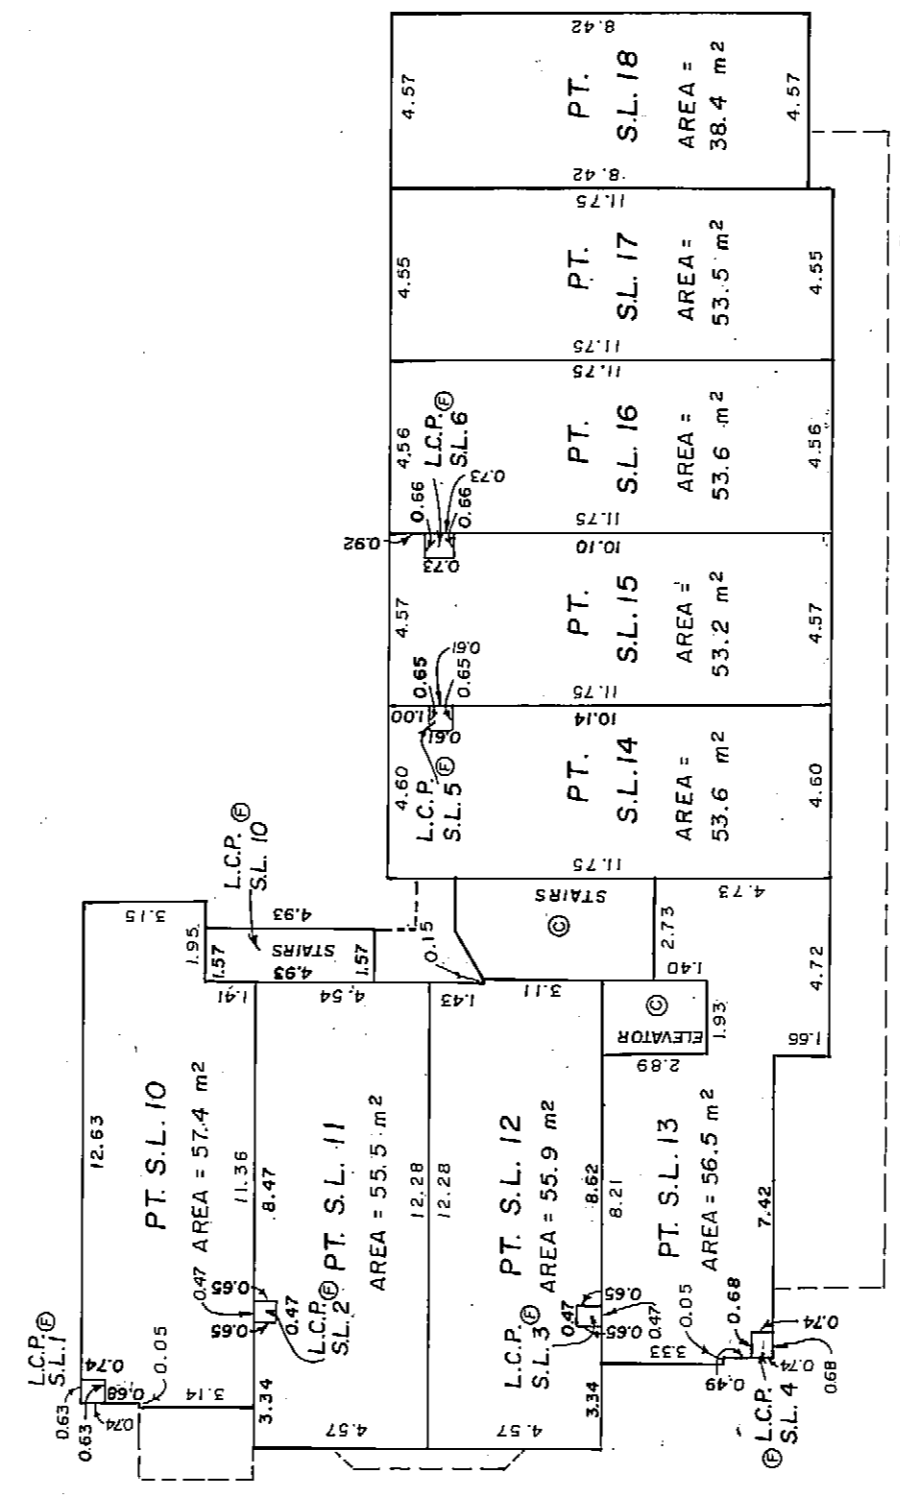 8.42
4.57
PT.
S.L. 18
AREA =
38.4 m2
4.57
8.42
11.75
4.55
PT.
S.L. 17
AREA =
53.5 m2
4.55
11.75
11.75
4.56
L.C.P. Ⓕ
S.L. 6
PT.
S.L. 16
AREA =
53.6 m2
4.56
0.66
0.73
0.66
11.75
0.92
0.73
10.10
4.57
PT.
S.L. 15
AREA =
53.2 m2
4.57
0.65
0.61
0.65
11.75
1.00
0.61
10.14
4.60
L.C.P.
S.L. 5 Ⓕ
PT.
S.L. 14
AREA =
53.6 m2
4.60
11.75
L.C.P. Ⓕ
S.L. 10
3.15
4.93
STAIRS
4.93
1.95
1.57
1.57
0.15
STAIRS
Ⓒ
4.73
2.73
1.40
4.72
1.41
4.54
1.43
3.11
Ⓒ
ELEVATOR
1.93
2.89
1.66
12.63
PT. S.L. 10
AREA = 57.4 m2
11.36
8.47
PT. S.L. 11
AREA = 55.5 m2
12.28
12.28
PT. S.L. 12
AREA = 55.9 m2
8.62
8.21
PT. S.L. 13
AREA = 56.5 m2
7.42
0.47
0.65
0.65
0.47
L.C.P. Ⓕ
S.L. 2
L.C.P. Ⓕ
S.L. 3
0.47
0.65
0.65
0.47
0.05
0.68
0.74
0.74
0.68
3.33
0.49
Ⓕ L.C.P.
S.L. 4
L.C.P. Ⓕ
S.L. 1
0.74
0.63
0.63
0.68
0.74
0.05
3.14
3.34
4.57
4.57
3.34